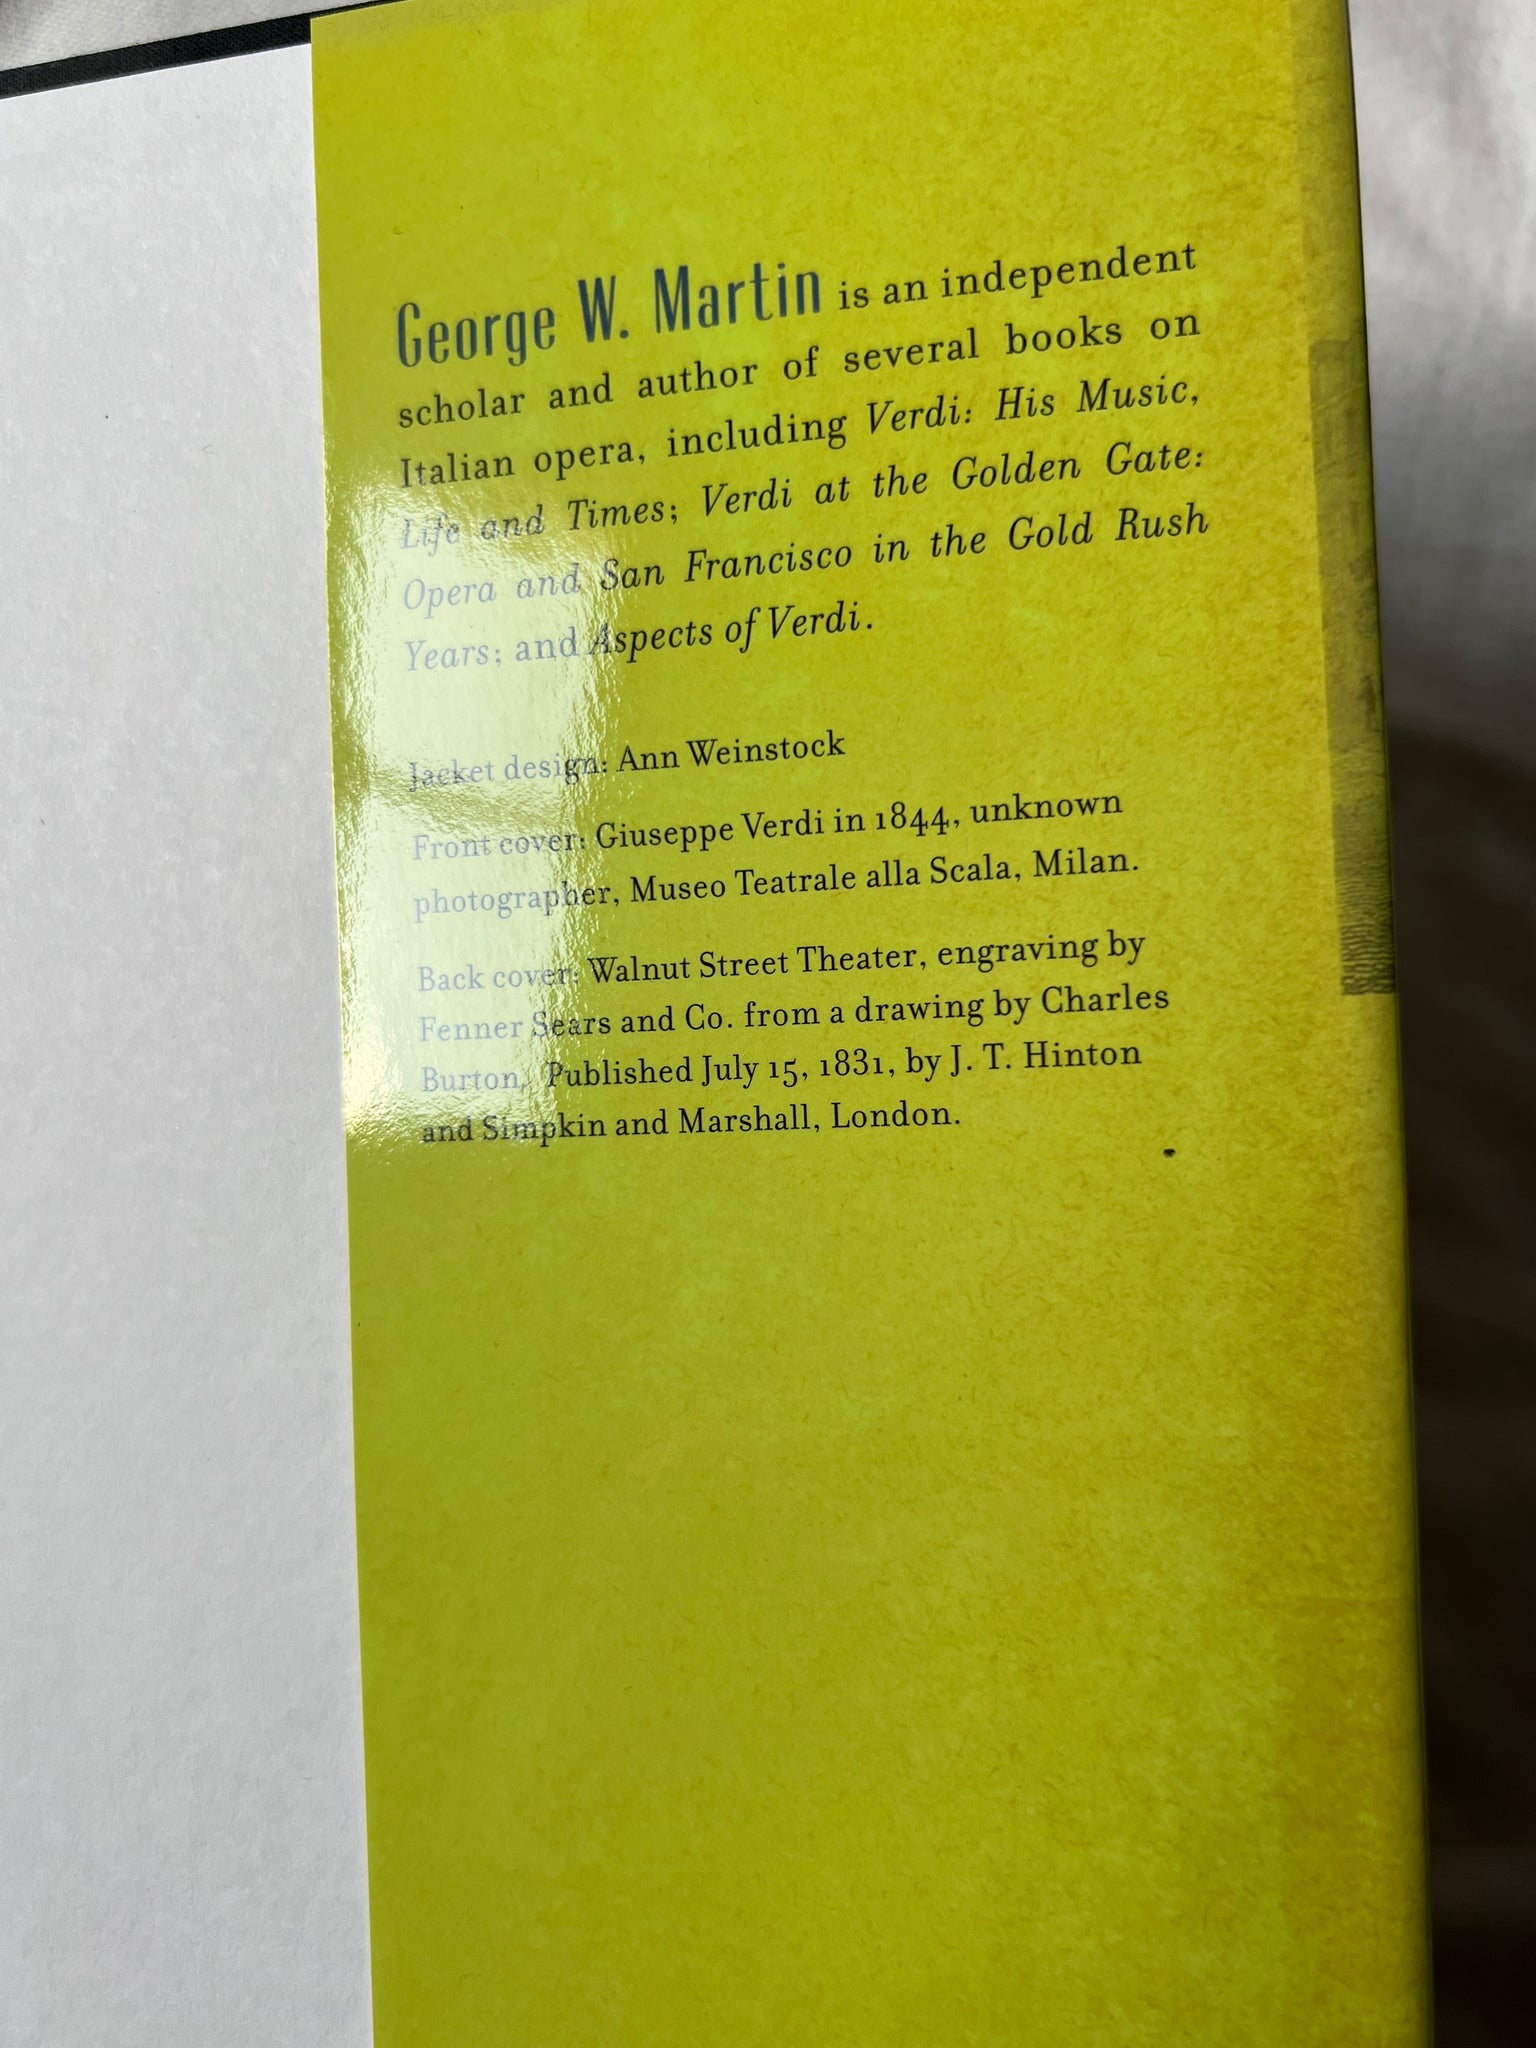 George W. Martin is an independent
scholar and author of several books on
Italian opera, including Verdi: His Music,
Life and Times; Verdi at the Golden Gate:
Opera and San Francisco in the Gold Rush
Years; and Aspects of Verdi.
Jacket design: Ann Weinstock
Front cover: Giuseppe Verdi in 1844, unknown
photographer, Museo Teatrale alla Scala, Milan.
Back cover: Walnut Street Theater, engraving by
Fenner Sears and Co. from a drawing by Charles
Burton. Published July 15, 1831, by J. T. Hinton
and Simpkin and Marshall, London.